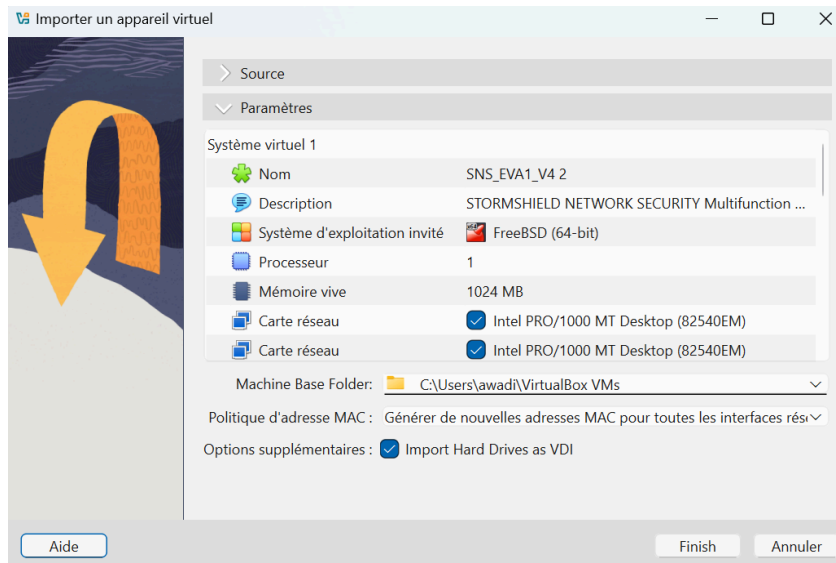 Importer un appareil virtuel
Source
Paramètres
Système virtuel 1
Nom SNS_EVA1_V4 2
Description STORMSHIELD NETWORK SECURITY Multifunction ...
Système d'exploitation invité FreeBSD (64-bit)
Processeur 1
Mémoire vive 1024 MB
Carte réseau Intel PRO/1000 MT Desktop (82540EM)
Carte réseau Intel PRO/1000 MT Desktop (82540EM)
Machine Base Folder: C:\Users\awadi\VirtualBox VMs
Politique d'adresse MAC : Générer de nouvelles adresses MAC pour toutes les interfaces rés
Options supplémentaires : Import Hard Drives as VDI
Aide Finish Annuler